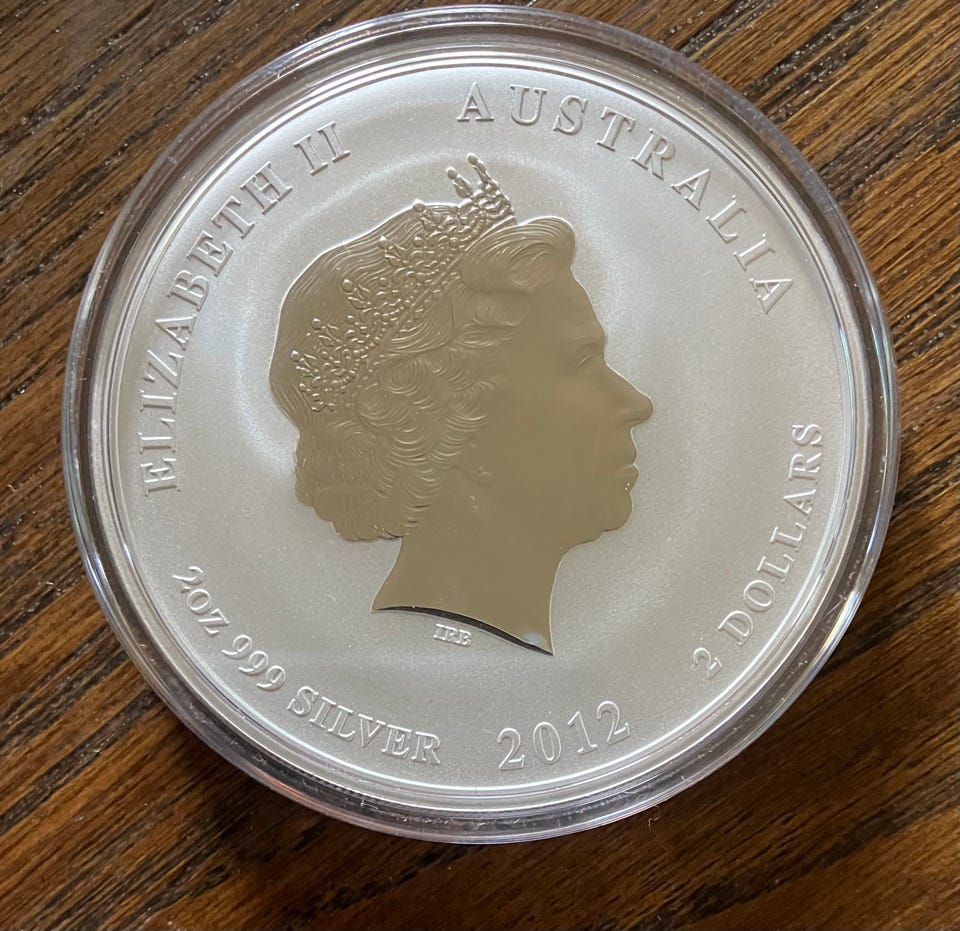 ELIZABETH II
AUSTRALIA
2 DOLLARS
2012
2OZ 999 SILVER
IRB